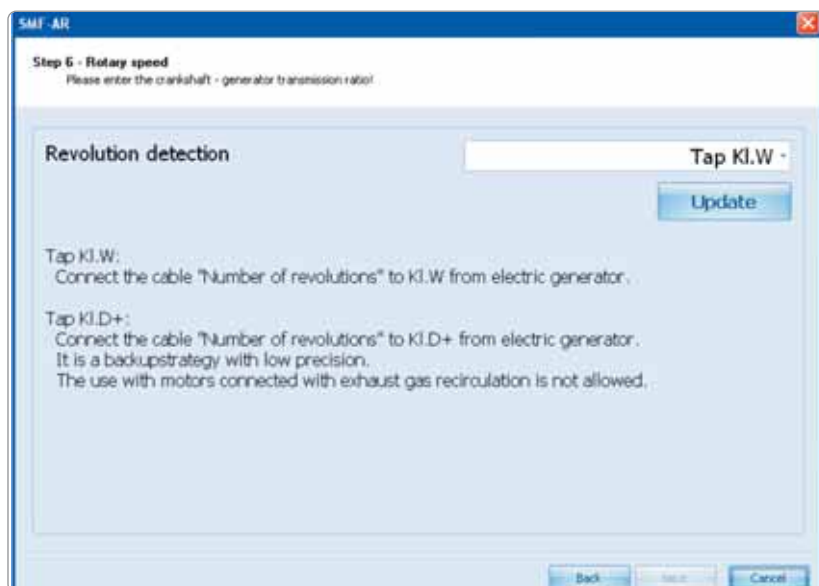 SMF-AR
Step 6 - Rotary speed
Please enter the crankshaft - generator transmission ratio!
Revolution detection
Tap Kl.W
Update
Tap Kl.W:
Connect the cable "Number of revolutions" to Kl.W from electric generator.
Tap Kl.D+:
Connect the cable "Number of revolutions" to Kl.D+ from electric generator.
It is a backupstrategy with low precision.
The use with motors connected with exhaust gas recirculation is not allowed.
Back Next Cancel